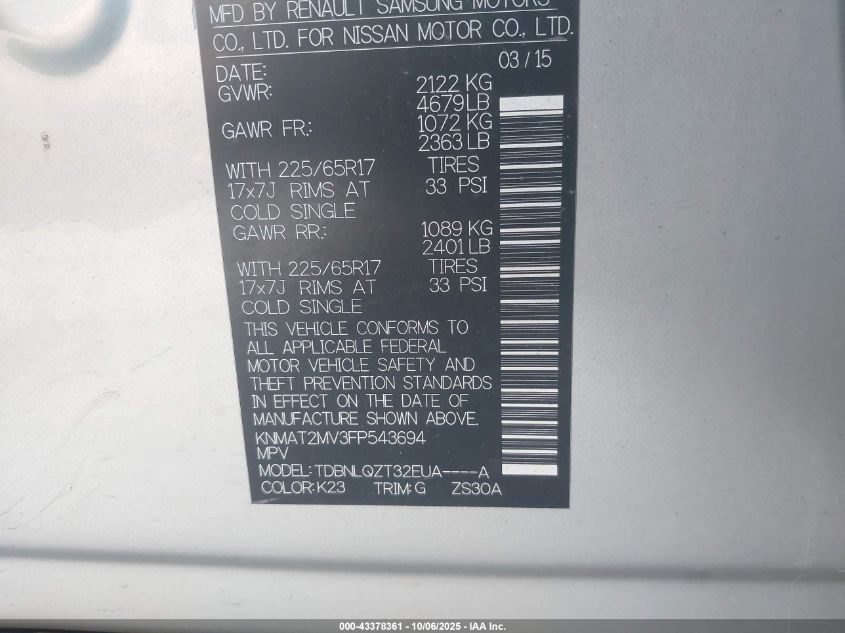 MFD BY RENAULT SAMSUNG MOTORS
CO., LTD. FOR NISSAN MOTOR CO., LTD.
DATE: 03/15
GVWR: 2122 KG
4679LB
GAWR FR.: 1072 KG
2363 LB
WITH 225/65R17 TIRES
17x7J RIMS AT 33 PSI
COLD SINGLE
GAWR RR.: 1089 KG
2401 LB
WITH 225/65R17 TIRES
17x7J RIMS AT 33 PSI
COLD SINGLE
THIS VEHICLE CONFORMS TO
ALL APPLICABLE FEDERAL
MOTOR VEHICLE SAFETY AND
THEFT PREVENTION STANDARDS
IN EFFECT ON THE DATE OF
MANUFACTURE SHOWN ABOVE.
KNMAT2MV3FP543694
MPV
MODEL: TDBNLQZT32EUA----A
COLOR: K23 TRIM: G ZS30A
000-43378361 - 10/06/2025 - IAA Inc.